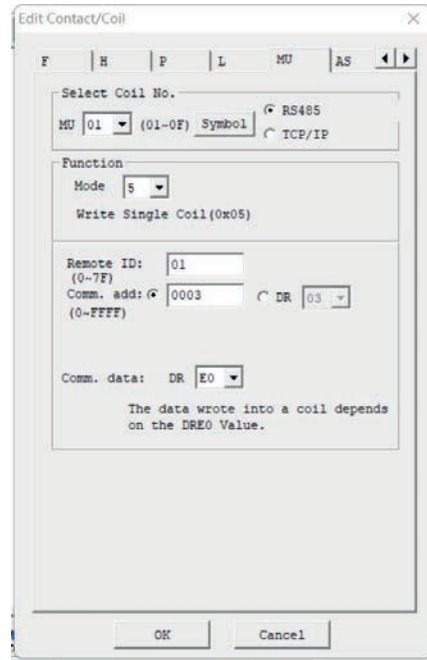 Edit Contact/Coil
F H P L MU AS
Select Coil No.
MU 01 (01~0F) Symbol
RS485
TCP/IP
Function
Mode 5
Write Single Coil(0x05)
Remote ID: 01
(0~7F)
Comm. add: 0003 DR 03
(0~FFFF)
Comm. data: DR E0
The data wrote into a coil depends
on the DRE0 Value.
OK Cancel